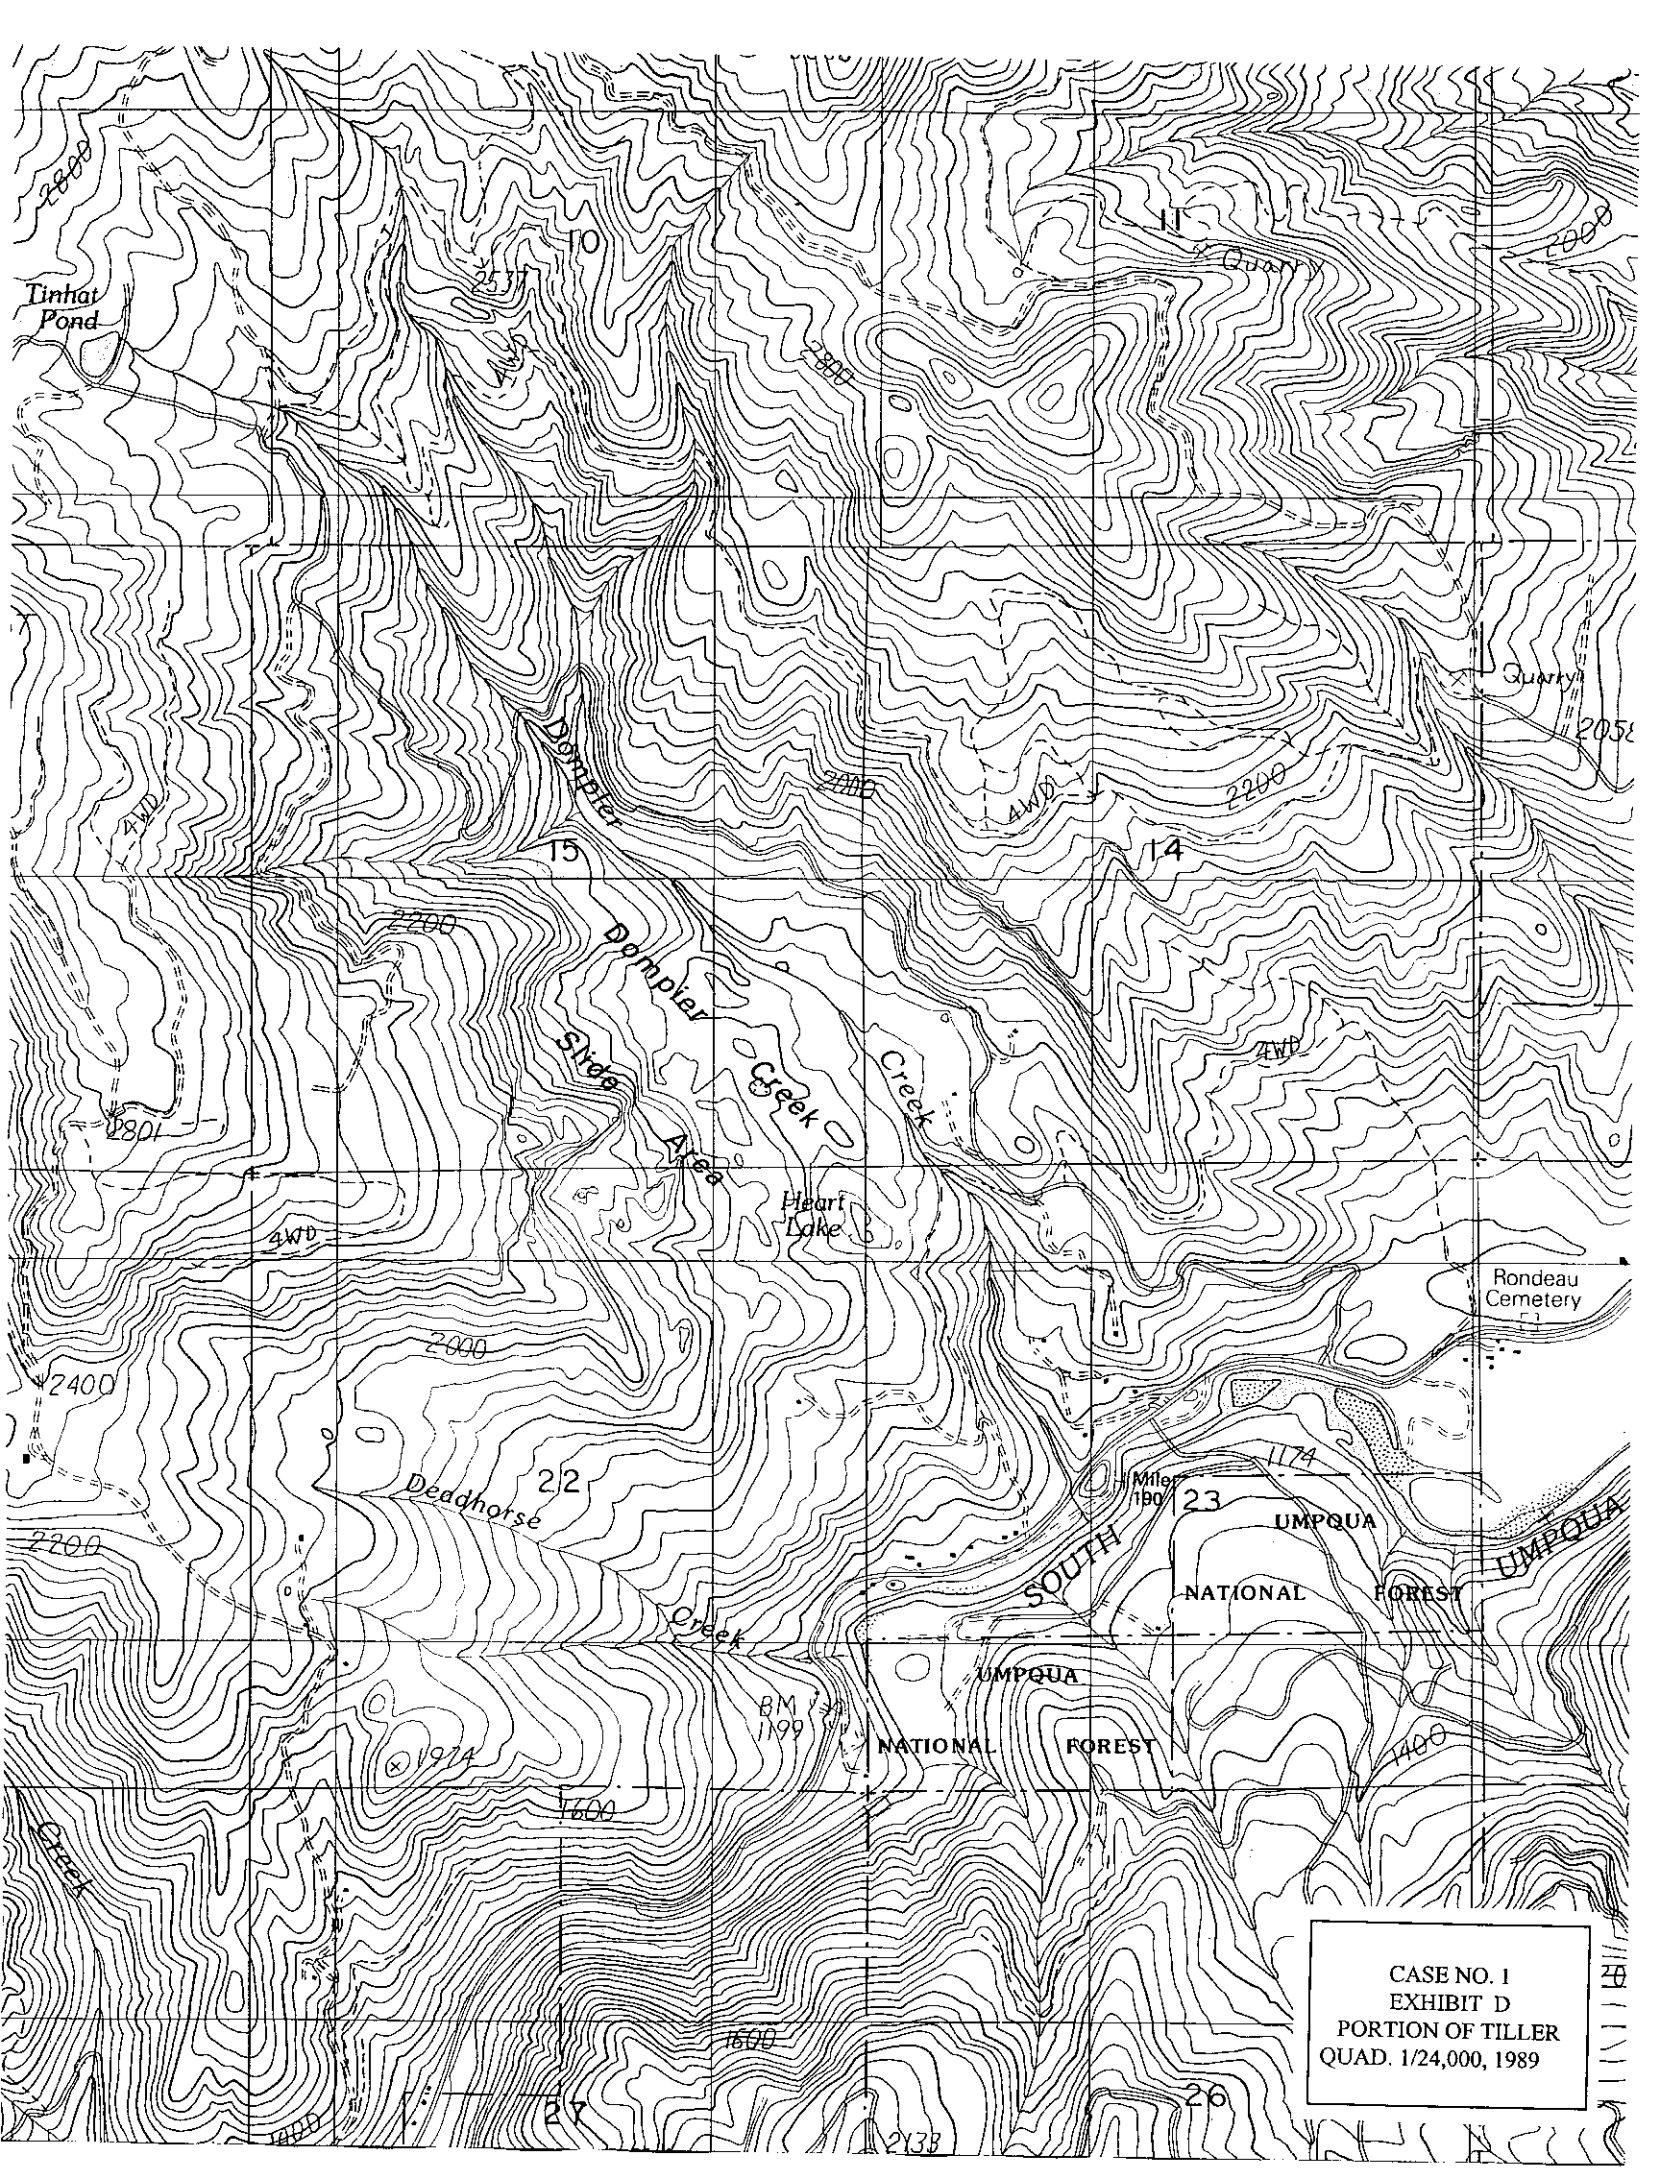 2800
10
11
Quarry
2000
2537
Tinhat
Pond
4WD
2800
Quarry
Dompier
2000
4WD
2200
4WD
15
14
2200
Dompier
Creek
Slide
Area
Creek
4WD
2801
Heart
Lake
4WD
Rondeau
Cemetery
2000
2400
22
Deadhorse
Creek
1174
Mile
190
23
UMPQUA
NATIONAL FOREST
SOUTH
UMPQUA
2200
UMPQUA
NATIONAL FOREST
BM
1199
1974
1400
1600
Creek
CASE NO. 1
EXHIBIT D
PORTION OF TILLER
QUAD. 1/24,000, 1989
1600
26
27
2133